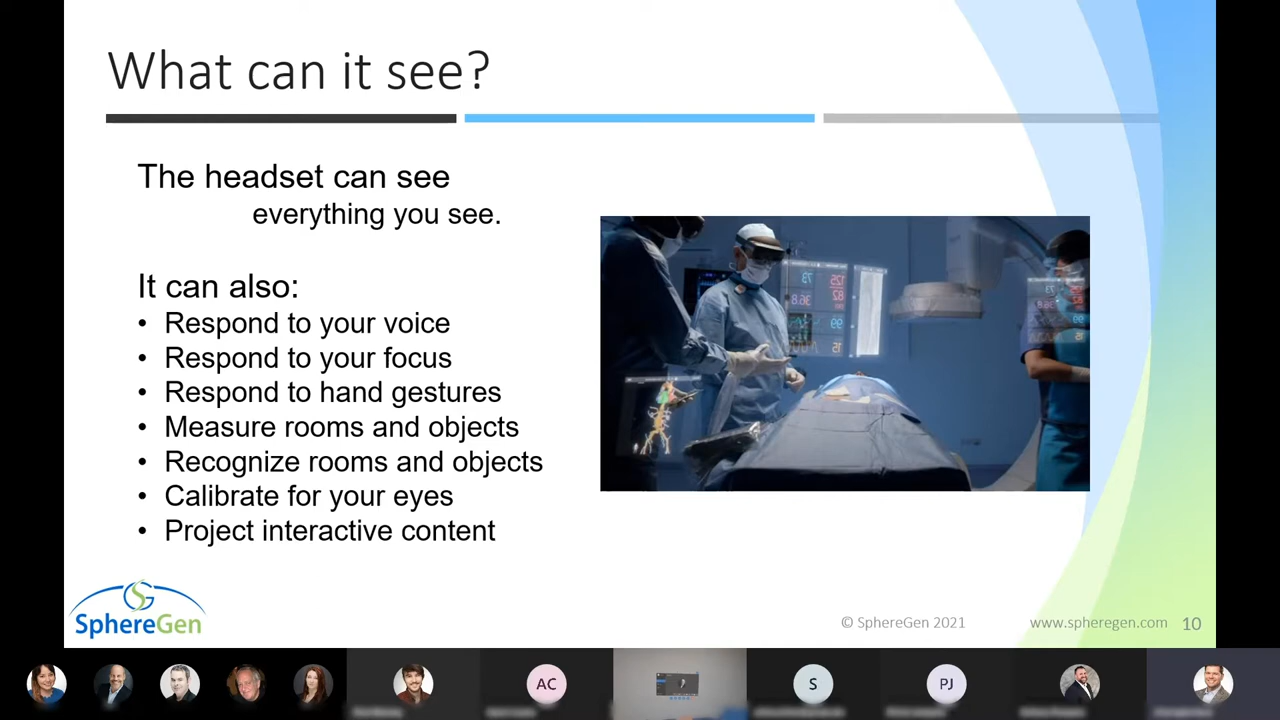 What can it see?
The headset can see
everything you see.
It can also:
• Respond to your voice
• Respond to your focus
• Respond to hand gestures
• Measure rooms and objects
• Recognize rooms and objects
• Calibrate for your eyes
• Project interactive content
SphereGen
© SphereGen 2021
www.spheregen.com
10
AC
S
PJ